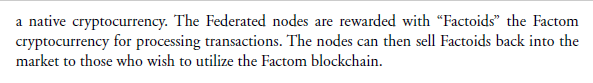 a native cryptocurrency. The Federated nodes are rewarded with “Factoids” the Factom
cryptocurrency for processing transactions. The nodes can then sell Factoids back into the
market to those who wish to utilize the Factom blockchain.